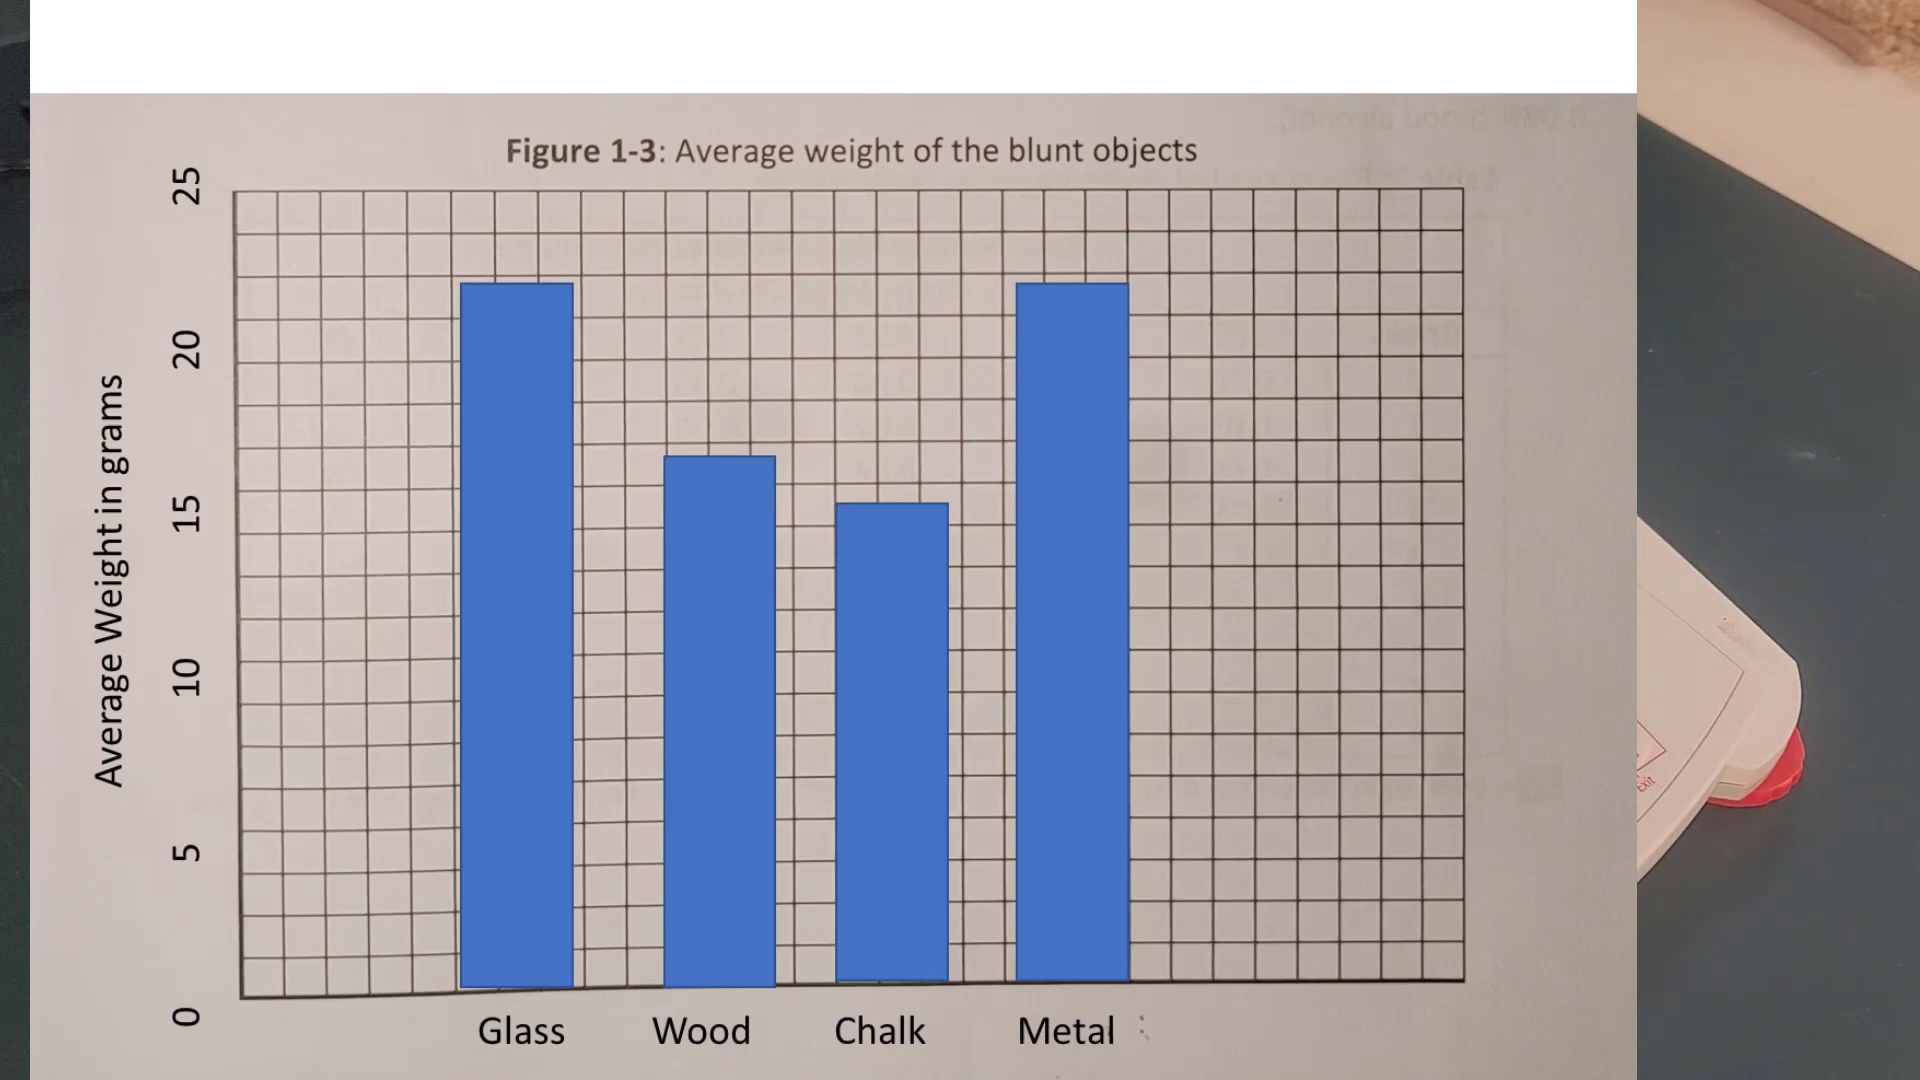 Figure 1-3: Average weight of the blunt objects
25
20
15
10
5
0
Average Weight in grams
Glass Wood Chalk Metal
Exit